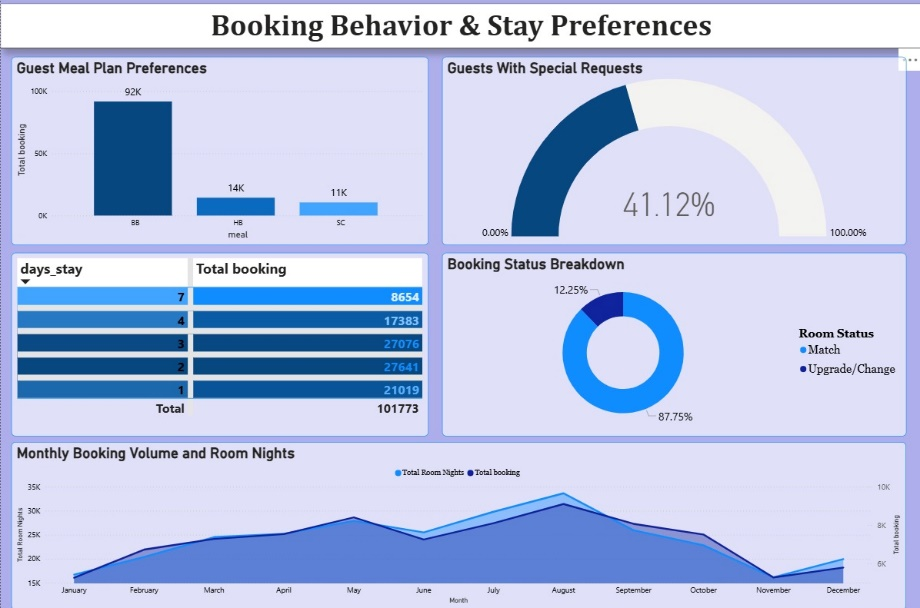 Booking Behavior & Stay Preferences
Guest Meal Plan Preferences
100K
50K
0K
Total booking
92K
14K
11K
BB
HB
SC
meal
Guests With Special Requests
41.12%
0.00%
100.00%
days_stay Total booking
7 8654
4 17383
3 27076
2 27641
1 21019
Total 101773
Booking Status Breakdown
12.25%
87.75%
Room Status
Match
Upgrade/Change
Monthly Booking Volume and Room Nights
Total Room Nights Total booking
35K
30K
25K
20K
15K
Total Room Nights
10K
8K
6K
Total booking
January February March April May June July August September October November December
Month